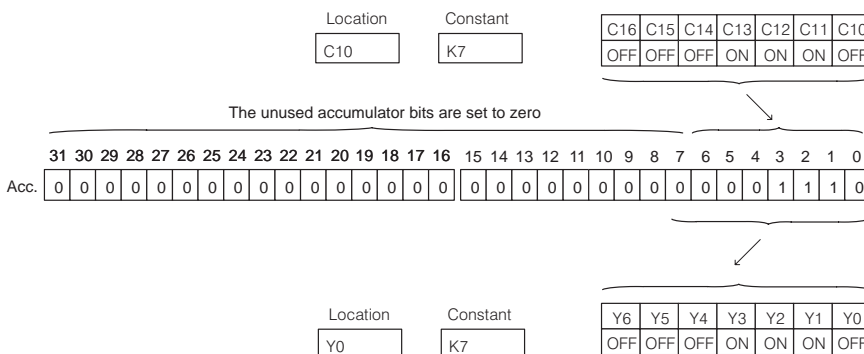 Location Constant C16 C15 C14 C13 C12 C11 C10
C10 K7 OFF OFF OFF ON ON ON OFF
The unused accumulator bits are set to zero
31 30 29 28 27 26 25 24 23 22 21 20 19 18 17 16 15 14 13 12 11 10 9 8 7 6 5 4 3 2 1 0
Acc. 0 0 0 0 0 0 0 0 0 0 0 0 0 0 0 0 0 0 0 0 0 0 0 0 0 0 0 0 1 1 1 0
Location Constant Y6 Y5 Y4 Y3 Y2 Y1 Y0
Y0 K7 OFF OFF OFF ON ON ON OFF